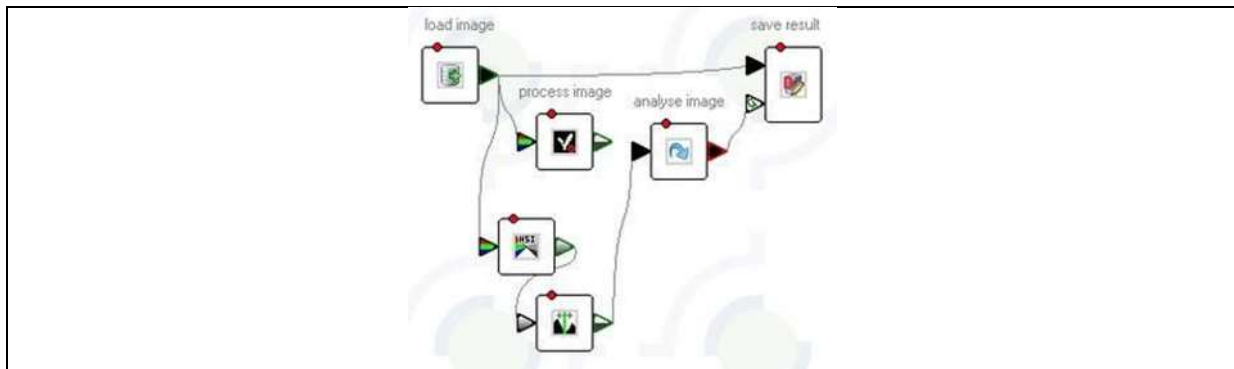 load image
save result
process image
analyse image
HSI